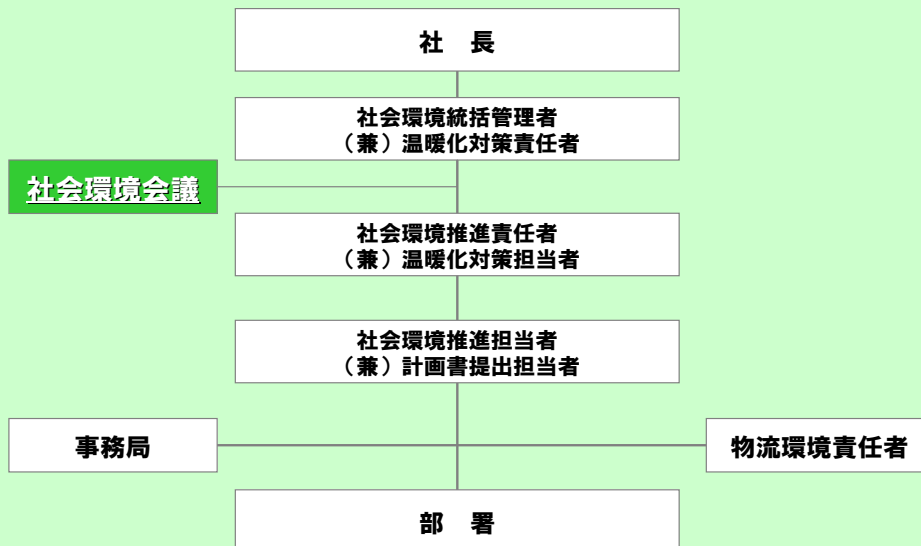 社　長
社会環境統括管理者
（兼）温暖化対策責任者
社会環境会議
社会環境推進責任者
（兼）温暖化対策担当者
社会環境推進担当者
（兼）計画書提出担当者
事務局
物流環境責任者
部　署